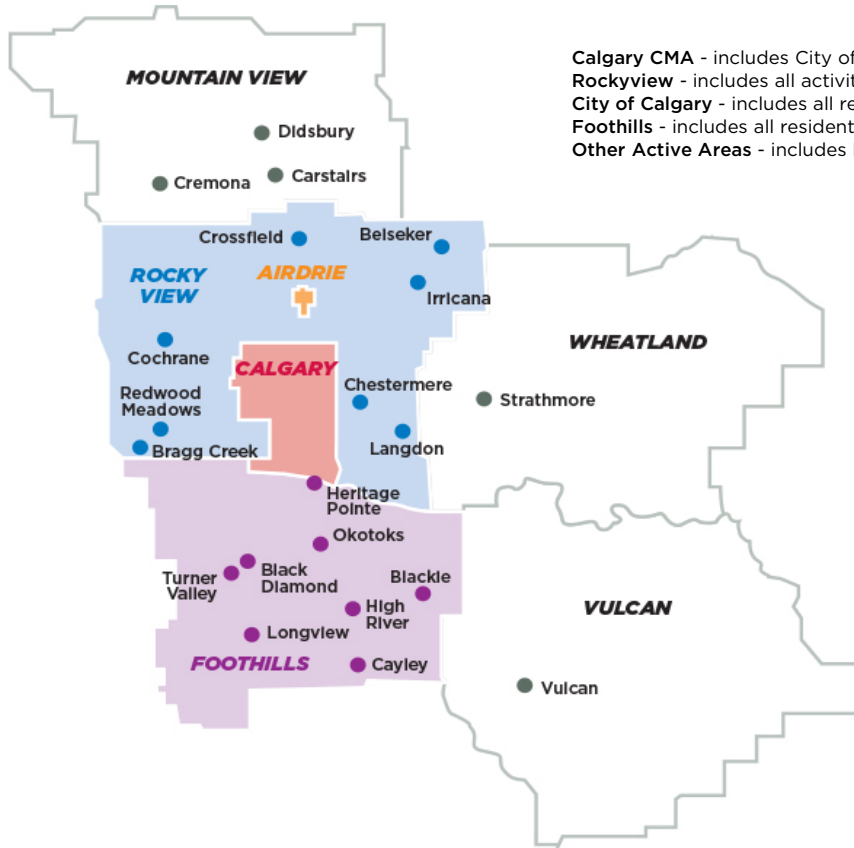 Calgary CMA - includes City of
Rockyview - includes all activit
City of Calgary - includes all re
Foothills - includes all resident
Other Active Areas - includes
MOUNTAIN VIEW
Didsbury
Carstairs
Cremona
Crossfield
Beiseker
ROCKY
VIEW
AIRDRIE
Irricana
Cochrane
CALGARY
Chestermere
Redwood
Meadows
Bragg Creek
Langdon
WHEATLAND
Strathmore
Heritage
Pointe
Okotoks
Turner
Valley
Black
Diamond
Blackie
High
River
Longview
FOOTHILLS
Cayley
VULCAN
Vulcan